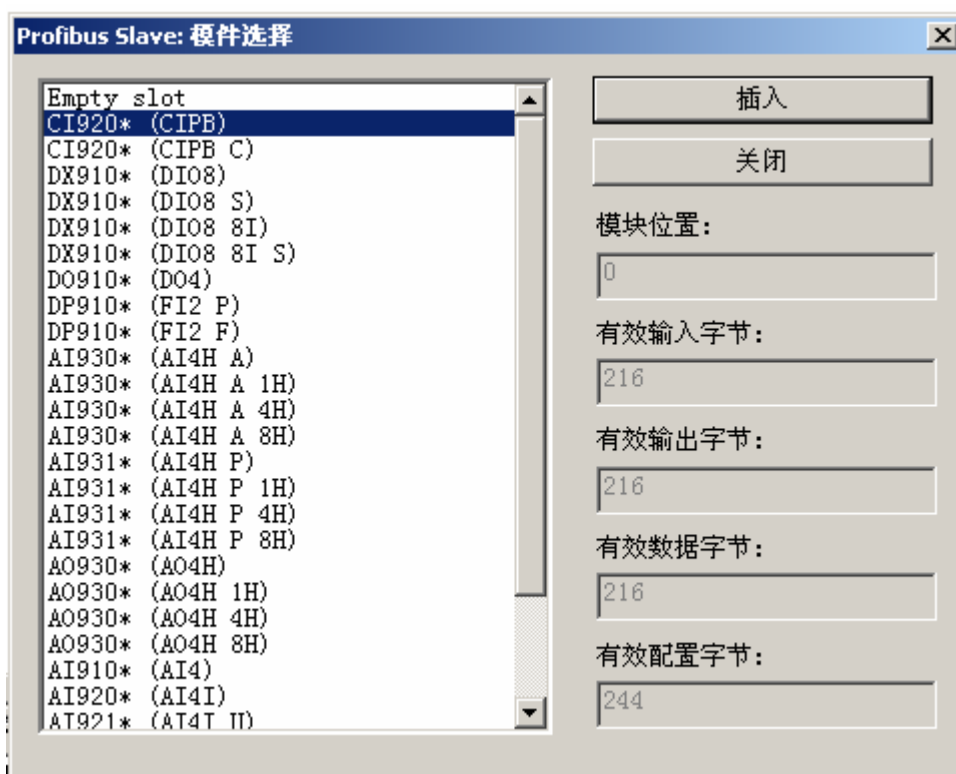 Profibus Slave: 模件选择
Empty slot
CI920* (CIPB)
CI920* (CIPB C)
DX910* (DIO8)
DX910* (DIO8 S)
DX910* (DIO8 8I)
DX910* (DIO8 8I S)
DO910* (DO4)
DP910* (FI2 P)
DP910* (FI2 F)
AI930* (AI4H A)
AI930* (AI4H A 1H)
AI930* (AI4H A 4H)
AI930* (AI4H A 8H)
AI931* (AI4H P)
AI931* (AI4H P 1H)
AI931* (AI4H P 4H)
AI931* (AI4H P 8H)
AO930* (AO4H)
AO930* (AO4H 1H)
AO930* (AO4H 4H)
AO930* (AO4H 8H)
AI910* (AI4)
AI920* (AI4I)
AI921* (AI4I U)
插入
关闭
模块位置:
0
有效输入字节:
216
有效输出字节:
216
有效数据字节:
216
有效配置字节:
244